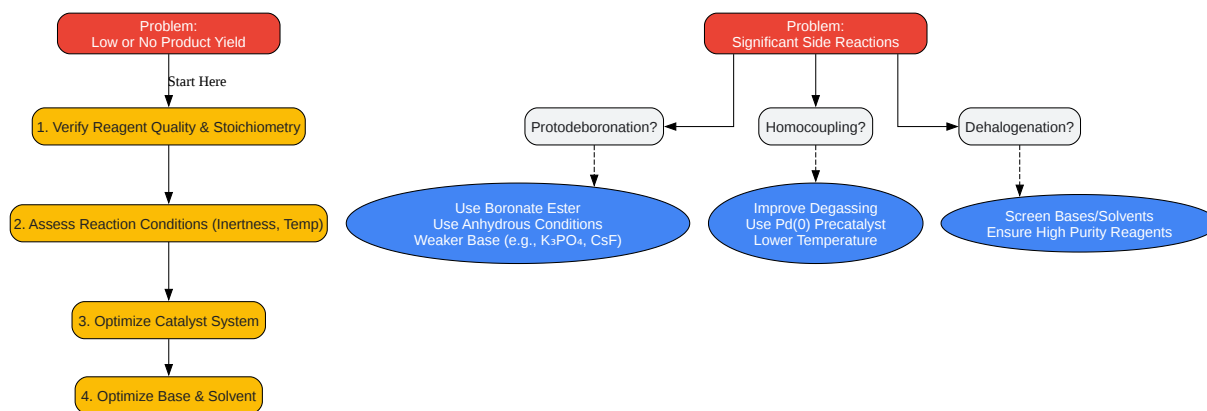 Problem:
Low or No Product Yield
Start Here
1. Verify Reagent Quality & Stoichiometry
2. Assess Reaction Conditions (Inertness, Temp)
3. Optimize Catalyst System
4. Optimize Base & Solvent
Problem:
Significant Side Reactions
Protodeboronation?
Homocoupling?
Dehalogenation?
Use Boronate Ester
Use Anhydrous Conditions
Weaker Base (e.g., K₃PO₄, CsF)
Improve Degassing
Use Pd(0) Precatalyst
Lower Temperature
Screen Bases/Solvents
Ensure High Purity Reagents